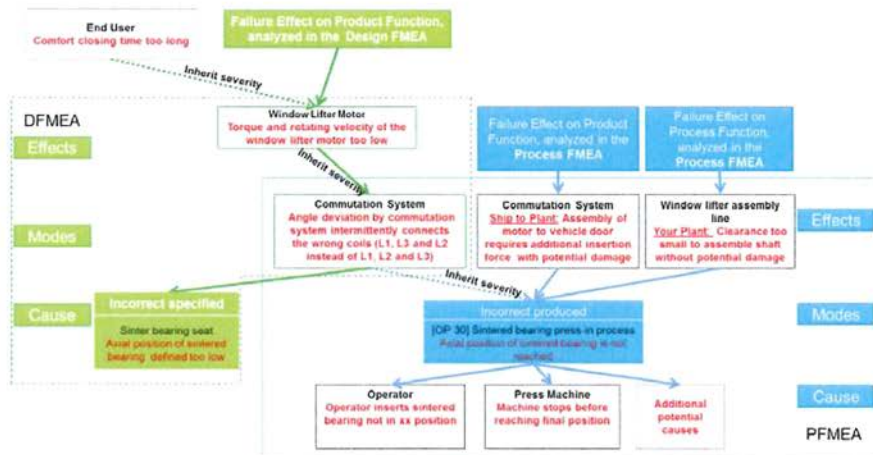 End User
Comfort closing time too long
Failure Effect on Product Function,
analyzed in the Design FMEA
Inherit severity
DFMEA
Effects
Window Lifter Motor
Torque and rotating velocity of the
window lifter motor too low
Failure Effect on Product
Function, analyzed in the
Process FMEA
Failure Effect on
Process Function,
analyzed in the
Process FMEA
Inherit severity
Modes
Commutation System
Angle deviation by commutation
system intermittently connects
the wrong coils (L1, L3 and L2
instead of L1, L2 and L3)
Commutation System
Ship to Plant: Assembly of
motor to vehicle door
requires additional insertion
force with potential damage
Window lifter assembly
line
Your Plant: Clearance too
small to assemble shaft
without potential damage
Effects
Inherit severity
Cause
Incorrect specified
Sinter bearing seat
Axial position of sintered
bearing defined too low
Incorrect produced
[OP 30] Sintered bearing press in process
Axial position of sintered bearing is not
reached
Modes
Operator
Operator inserts sintered
bearing not in xx position
Press Machine
Machine stops before
reaching final position
Additional
potential
causes
Cause
PFMEA